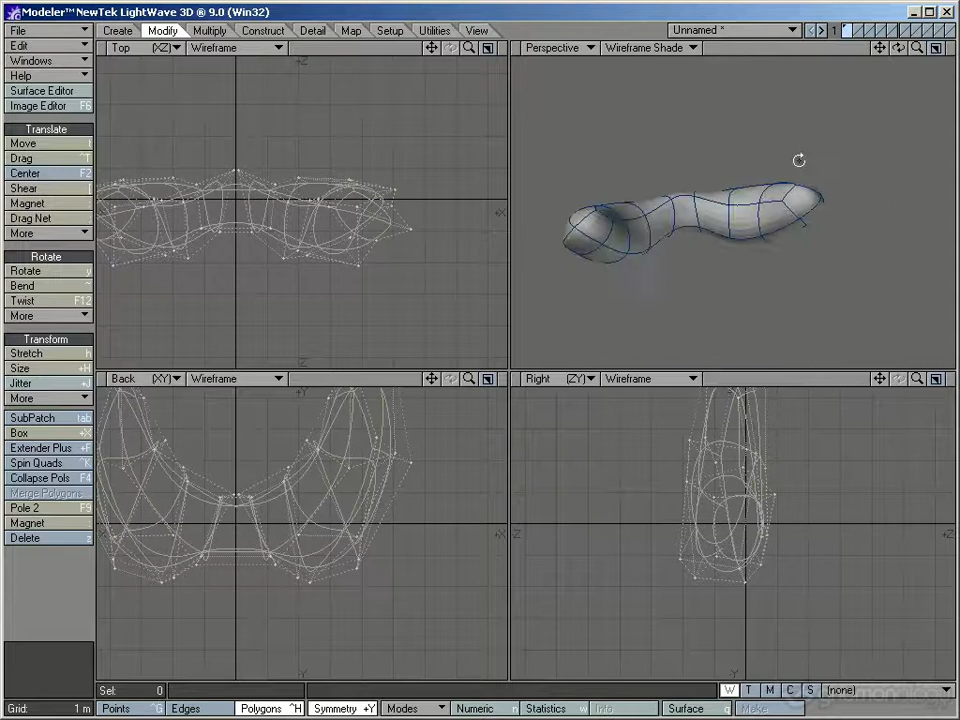 Modeler™ NewTek LightWave 3D ® 9.0 (Win32)
File Create Modify Multiply Construct Detail Map Setup Utilities View Unnamed * 1
Edit Top (XZ) Wireframe Perspective Wireframe Shade
Windows
Help
Surface Editor
Image Editor F6
Translate
Move t
Drag ^T
Center F2
Shear [
Magnet
Drag Net
More
Rotate
Rotate y
Bend ~
Twist F12
More
Transform
Stretch h
Size +H
Jitter +J
More
Back (XY) Wireframe Right (ZY) Wireframe
SubPatch tab
Box +X
Extender Plus +F
Spin Quads ^K
Collapse Pols F4
Merge Polygons
Pole 2 F9
Magnet
Delete z
Sel: 0 W T M C S (none)
Grid: 1 m Points ^G Edges Polygons ^H Symmetry +Y Modes Numeric n Statistics w Info i Surface q Make